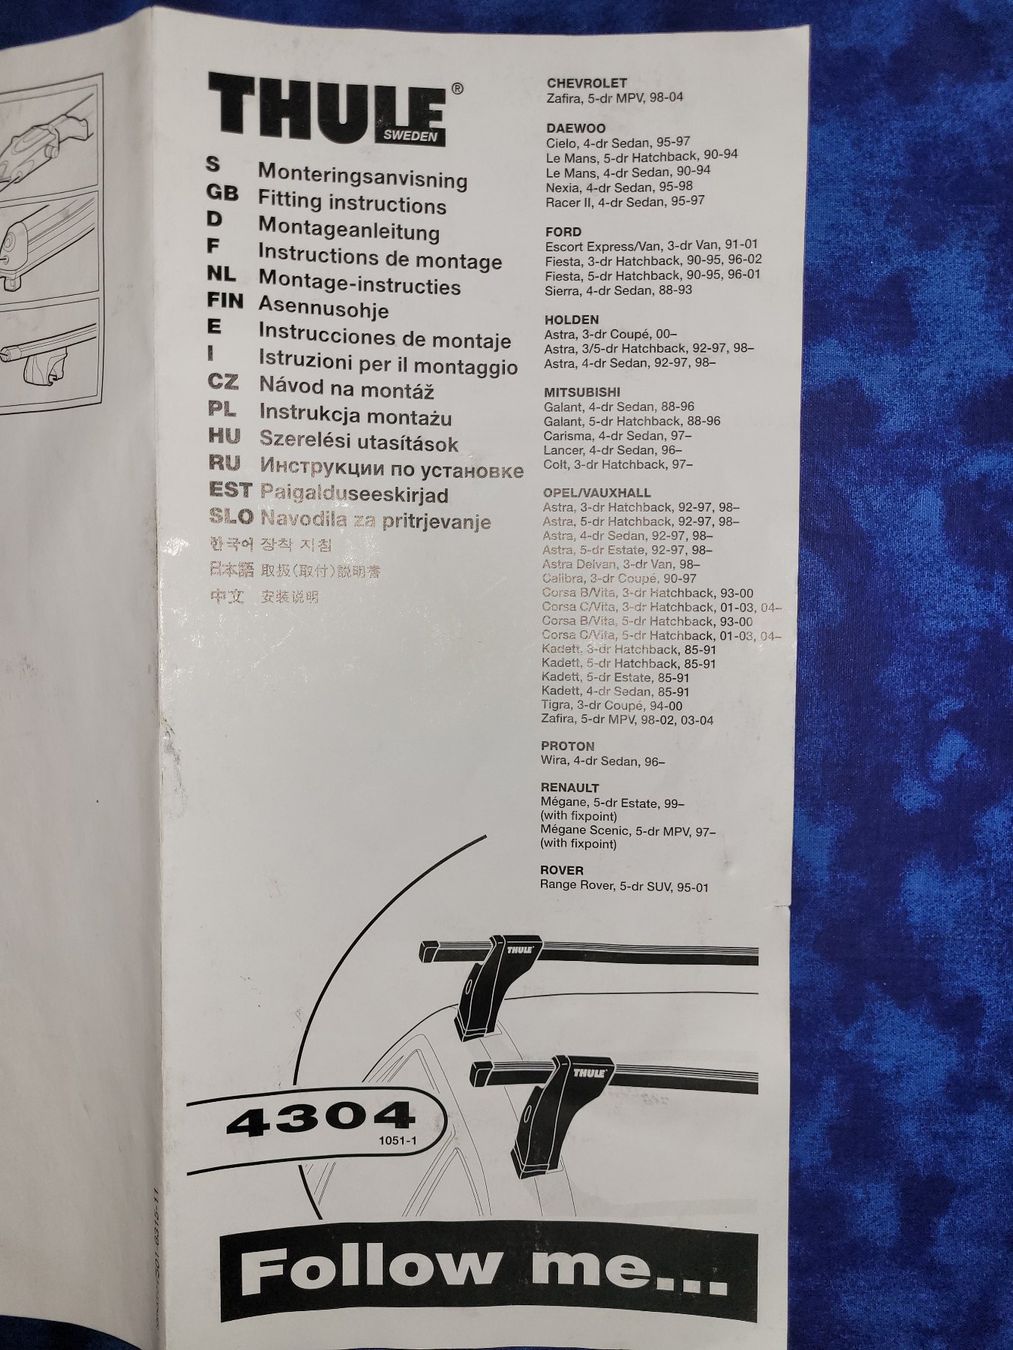 THULE®
SWEDEN
S Monteringsanvisning
GB Fitting instructions
D Montageanleitung
F Instructions de montage
NL Montage-instructies
FIN Asennusohje
E Instrucciones de montaje
I Istruzioni per il montaggio
CZ Návod na montáž
PL Instrukcja montażu
HU Szerelési utasítások
RU Инструкции по установке
EST Paigalduseeskirjad
SLO Navodila za pritrjevanje
한국어 장착 지침
日本語 取扱(取付)説明書
中文 安装说明
CHEVROLET
Zafira, 5-dr MPV, 98-04
DAEWOO
Cielo, 4-dr Sedan, 95-97
Le Mans, 5-dr Hatchback, 90-94
Le Mans, 4-dr Sedan, 90-94
Nexia, 4-dr Sedan, 95-98
Racer II, 4-dr Sedan, 95-97
FORD
Escort Express/Van, 3-dr Van, 91-01
Fiesta, 3-dr Hatchback, 90-95, 96-02
Fiesta, 5-dr Hatchback, 90-95, 96-01
Sierra, 4-dr Sedan, 88-93
HOLDEN
Astra, 3-dr Coupé, 00–
Astra, 3/5-dr Hatchback, 92-97, 98–
Astra, 4-dr Sedan, 92-97, 98–
MITSUBISHI
Galant, 4-dr Sedan, 88-96
Galant, 5-dr Hatchback, 88-96
Carisma, 4-dr Sedan, 97–
Lancer, 4-dr Sedan, 96–
Colt, 3-dr Hatchback, 97–
OPEL/VAUXHALL
Astra, 3-dr Hatchback, 92-97, 98–
Astra, 5-dr Hatchback, 92-97, 98–
Astra, 4-dr Sedan, 92-97, 98–
Astra, 5-dr Estate, 92-97, 98–
Astra Delvan, 3-dr Van, 98–
Calibra, 3-dr Coupé, 90-97
Corsa B/Vita, 3-dr Hatchback, 93-00
Corsa C/Vita, 3-dr Hatchback, 01-03, 04–
Corsa B/Vita, 5-dr Hatchback, 93-00
Corsa C/Vita, 5-dr Hatchback, 01-03, 04–
Kadett, 3-dr Hatchback, 85-91
Kadett, 5-dr Hatchback, 85-91
Kadett, 5-dr Estate, 85-91
Kadett, 4-dr Sedan, 85-91
Tigra, 3-dr Coupé, 94-00
Zafira, 5-dr MPV, 98-02, 03-04
PROTON
Wira, 4-dr Sedan, 96–
RENAULT
Mégane, 5-dr Estate, 99–
(with fixpoint)
Mégane Scenic, 5-dr MPV, 97–
(with fixpoint)
ROVER
Range Rover, 5-dr SUV, 95-01
THULE
THULE
4304
1051-1
Follow me...